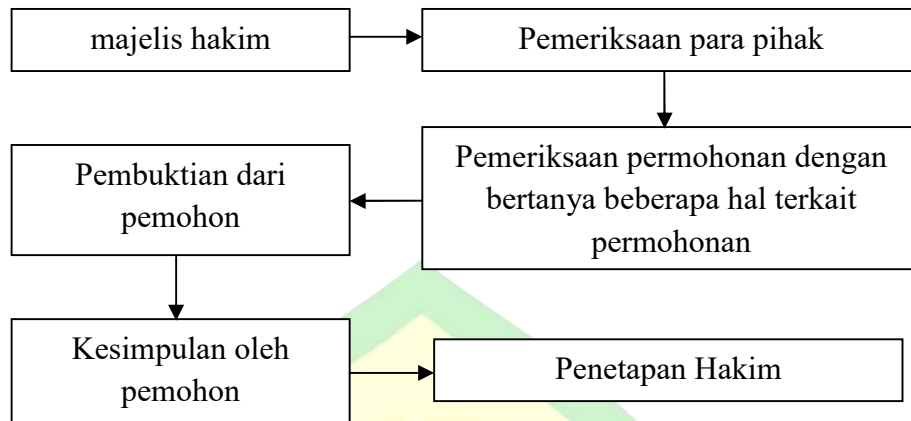 majelis hakim
Pemeriksaan para pihak
Pemeriksaan permohonan dengan
bertanya beberapa hal terkait
permohonan
Pembuktian dari
pemohon
Kesimpulan oleh
pemohon
Penetapan Hakim